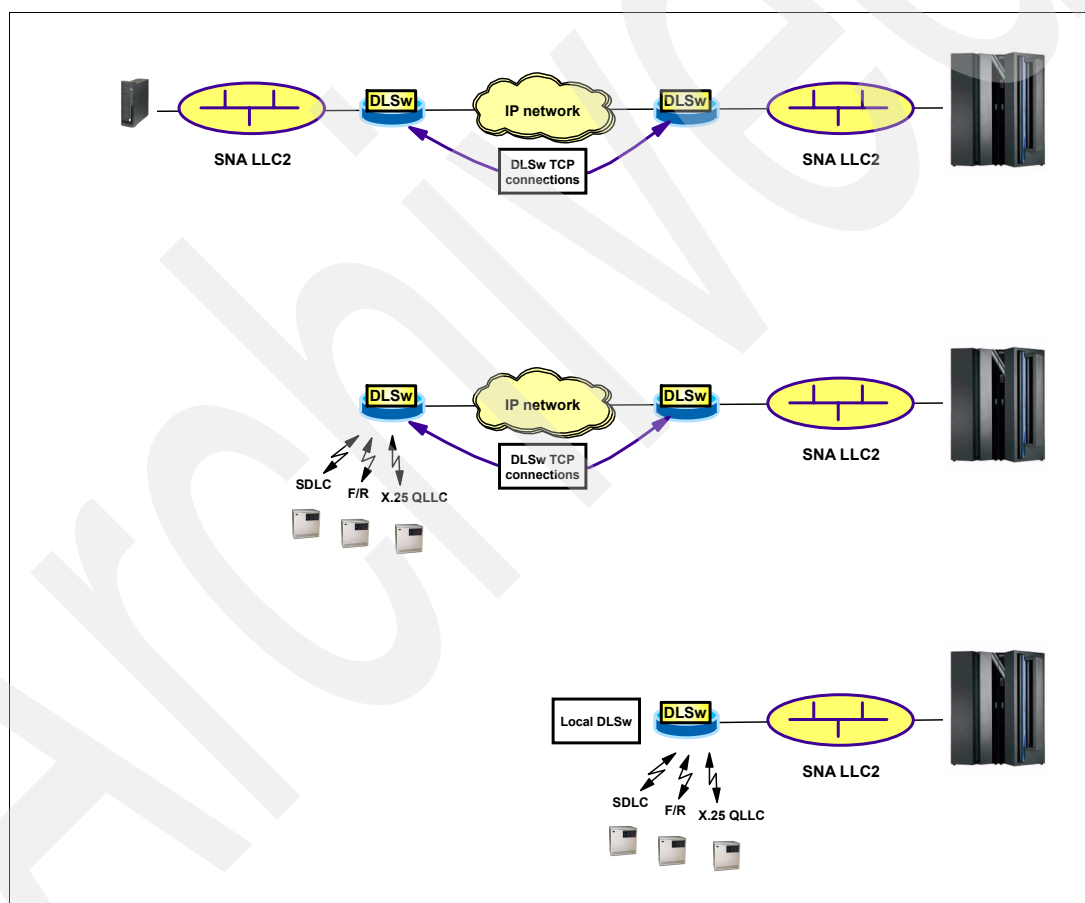 DLSw
IP network
DLSw
SNA LLC2
DLSw TCP
connections
SNA LLC2
DLSw
IP network
DLSw
DLSw TCP
connections
SNA LLC2
SDLC
F/R
X.25 QLLC
Local DLSw
DLSw
SNA LLC2
SDLC
F/R
X.25 QLLC
Archived